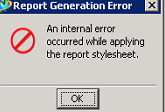 Report Generation Error
An internal error
occurred while applying
the report stylesheet.
OK